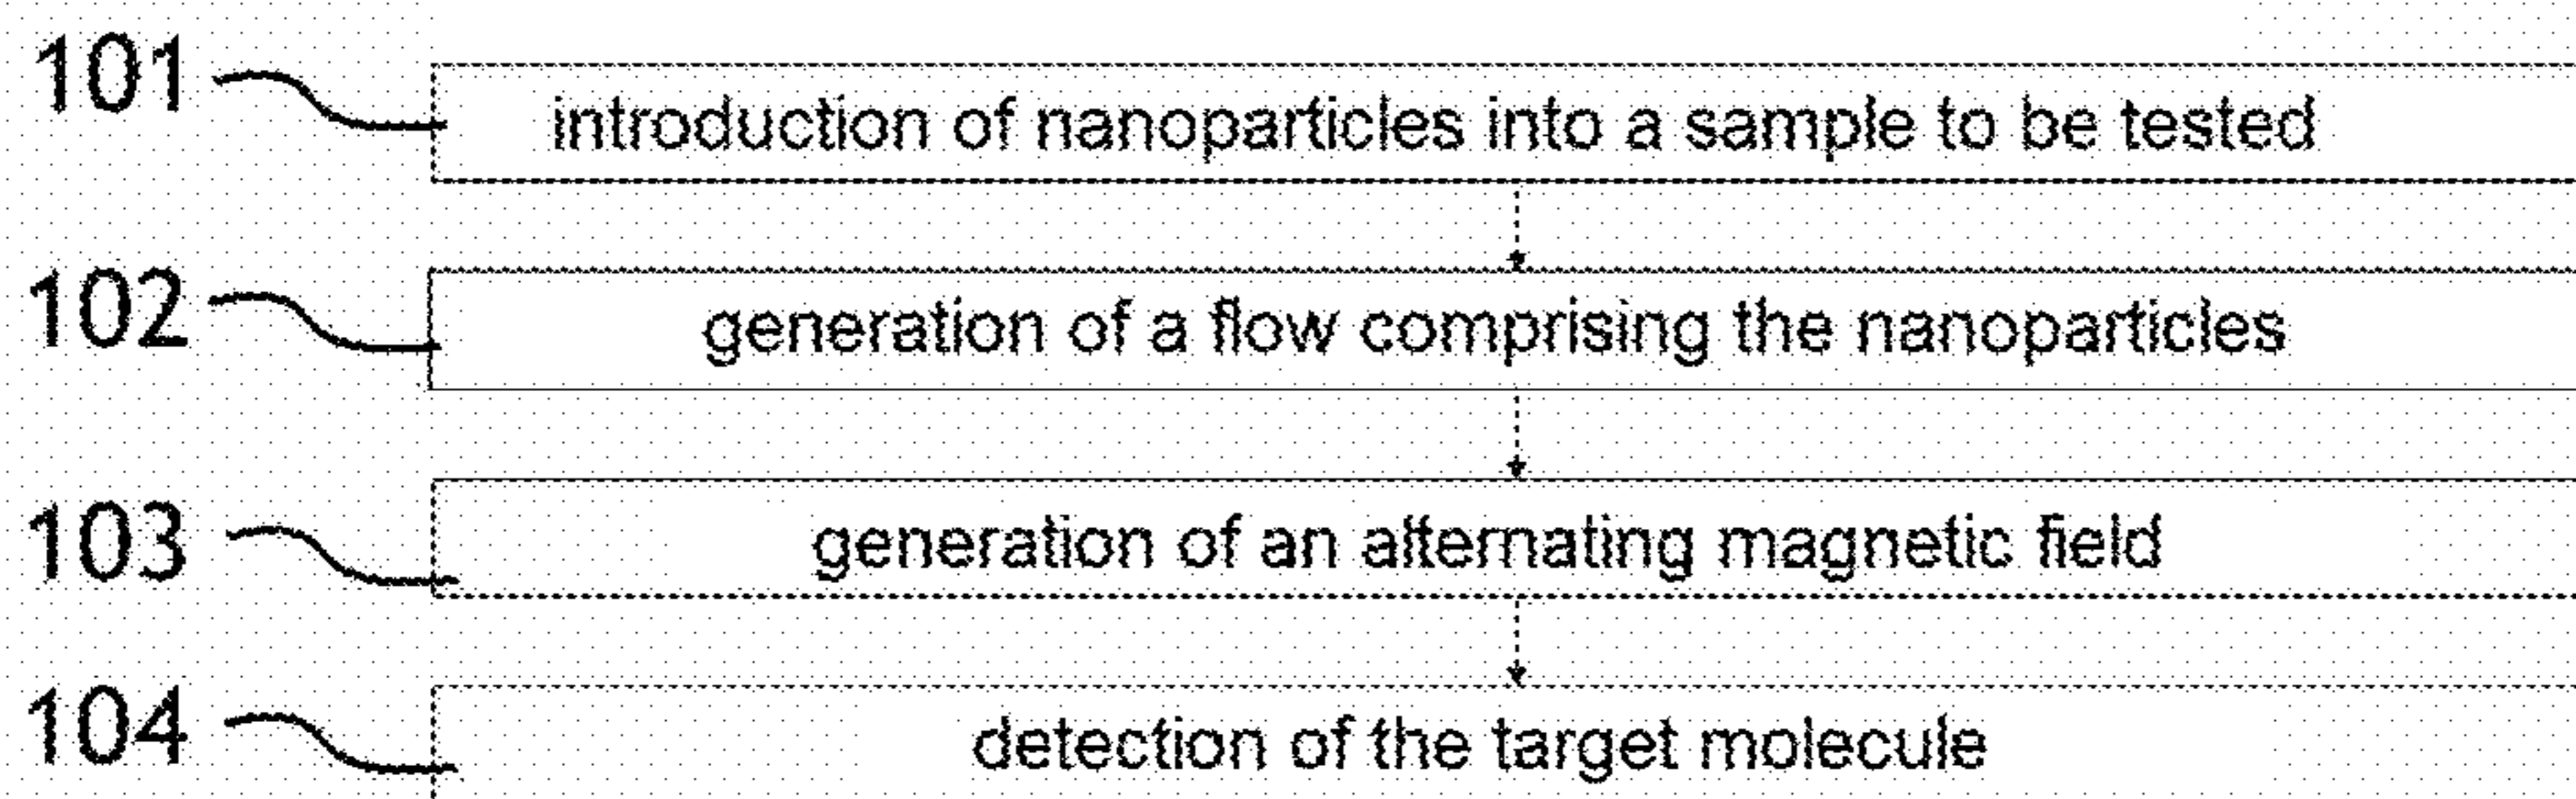 101 introduction of nanoparticles into a sample to be tested
102 generation of a flow comprising the nanoparticles
103 generation of an alternating magnetic field
104 detection of the target molecule